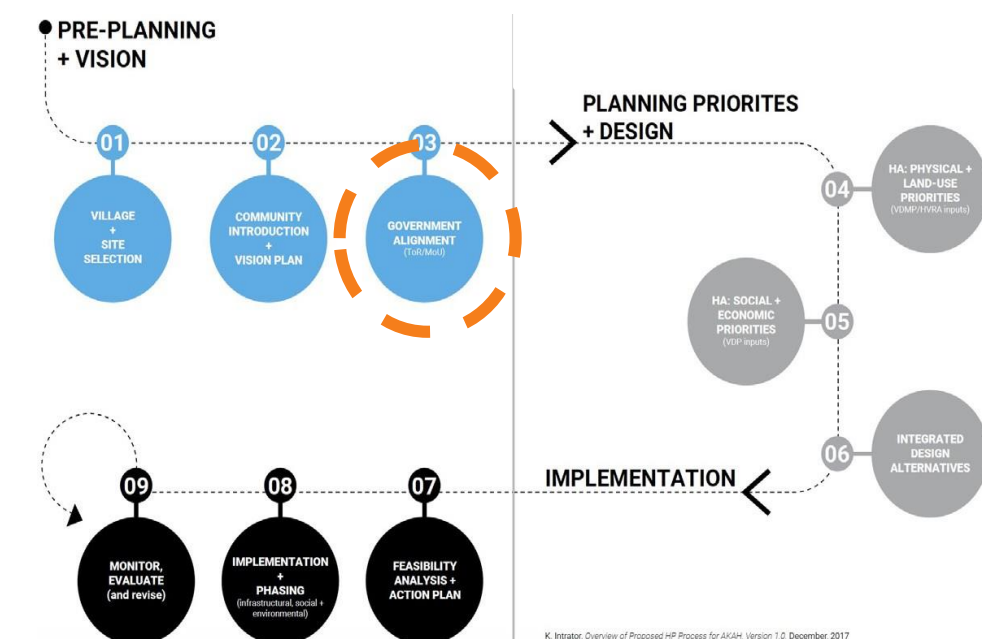 PRE-PLANNING
+ VISION
01
02
03
VILLAGE
+
SITE
SELECTION
COMMUNITY
INTRODUCTION
+
VISION PLAN
GOVERNMENT
ALIGNMENT
(ToR/MoU)
PLANNING PRIORITES
+ DESIGN
04
HA: PHYSICAL +
LAND-USE
PRIORITIES
(VDMP/HVRA inputs)
05
HA: SOCIAL +
ECONOMIC
PRIORITIES
(VDP inputs)
06
INTEGRATED
DESIGN
ALTERNATIVES
IMPLEMENTATION
07
FEASIBILITY
ANALYSIS +
ACTION PLAN
08
IMPLEMENTATION
+
PHASING
(infrastructural, social +
environmental)
09
MONITOR,
EVALUATE
(and revise)
K. Intrator, Overview of Proposed HP Process for AKAH, Version 1.0, December, 2017